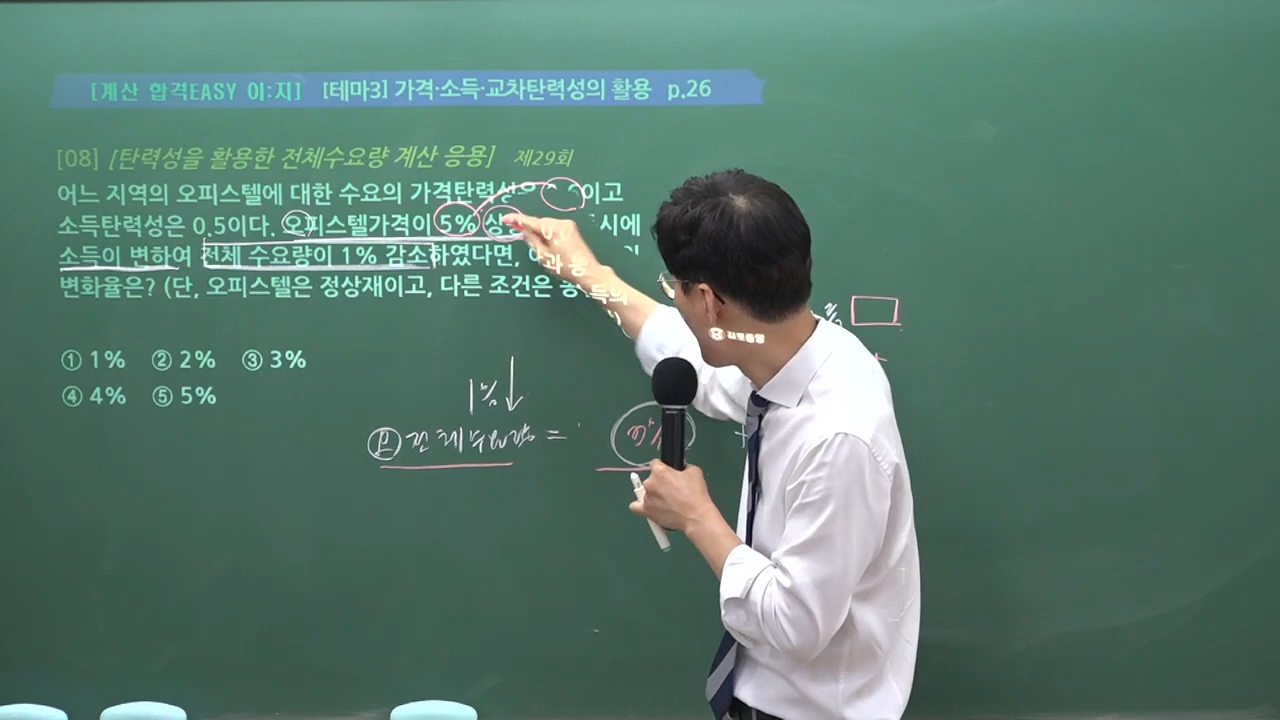 [계산 합격EASY 이:지] [테마3] 가격·소득·교차탄력성의 활용 p.26
[08] [탄력성을 활용한 전체수요량 계산 응용] 제29회
어느 지역의 오피스텔에 대한 수요의 가격탄력성은 이고
소득탄력성은 0.5이다. 오피스텔가격이 5% 상 시에
소득이 변하여 전체 수요량이 1% 감소하였다면,
변화율은? (단, 오피스텔은 정상재이고, 다른 조건은
① 1% ② 2% ③ 3%
④ 4% ⑤ 5%
1% ↓
전체수요량 =
+